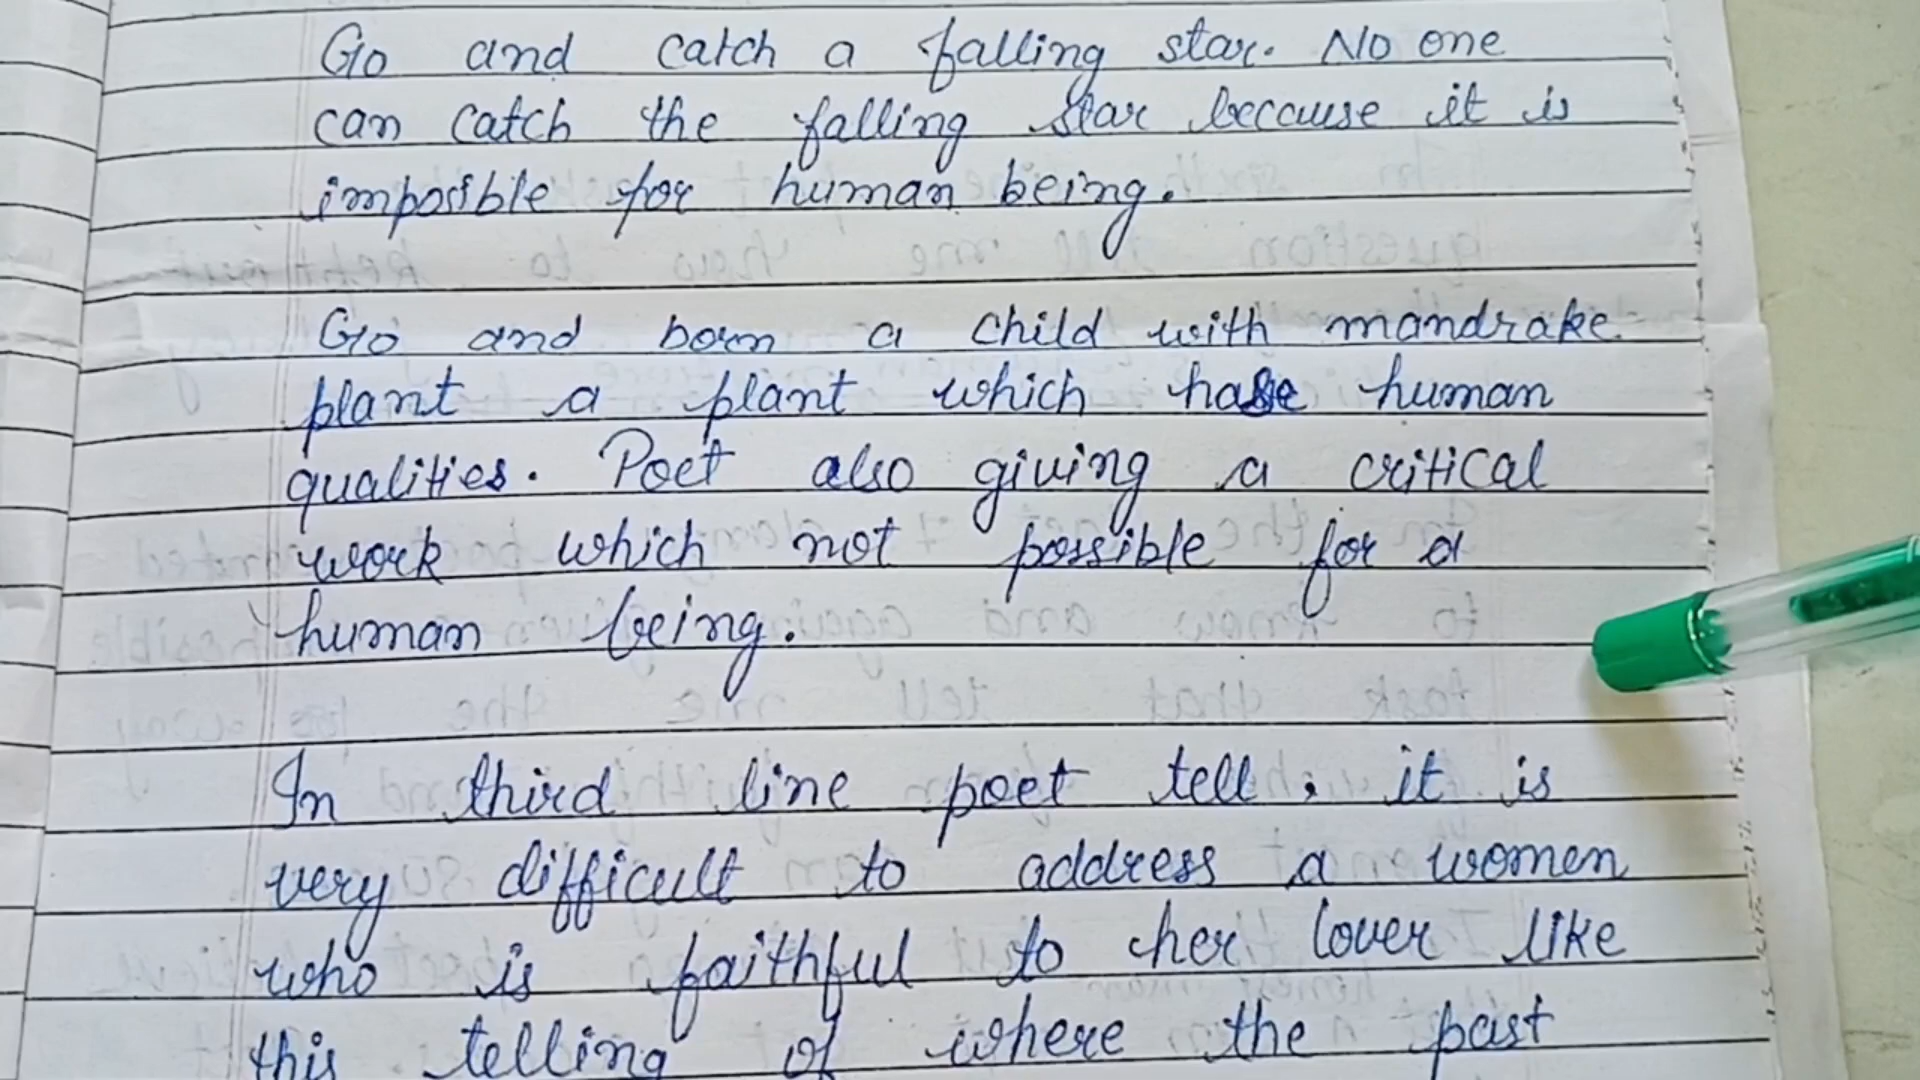 Go and catch a falling star. No one
can catch the falling star because it is
impossible for human being.
Go and born a child with mandrake
plant a plant which have human
qualities. Poet also giving a critical
work which not possible for a
human being.
In third line poet tell, it is
very difficult to address a women
who is faithful to her lover like
this telling of where the past